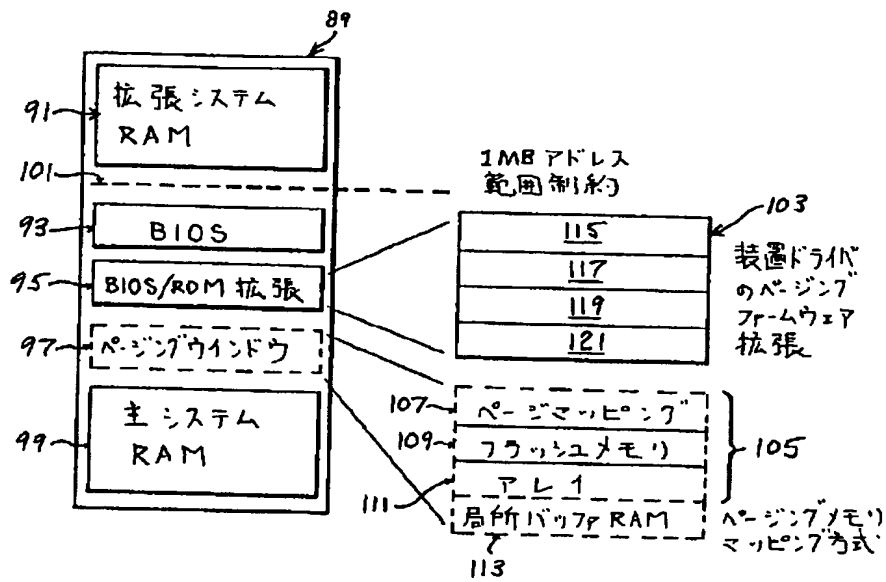 89
91
拡張システム
RAM
101
1MB アドレス
範囲制約
93
BIOS
103
115
117
119
121
装置ドライバ
のページング
ファームウェア
拡張
95
BIOS/ROM 拡張
97
ページングウインドウ
99
主システム
RAM
107
ページマッピング
109
フラッシュメモリ
111
アレイ
105
局所バッファRAM
113
ページングメモリ
マッピング方式